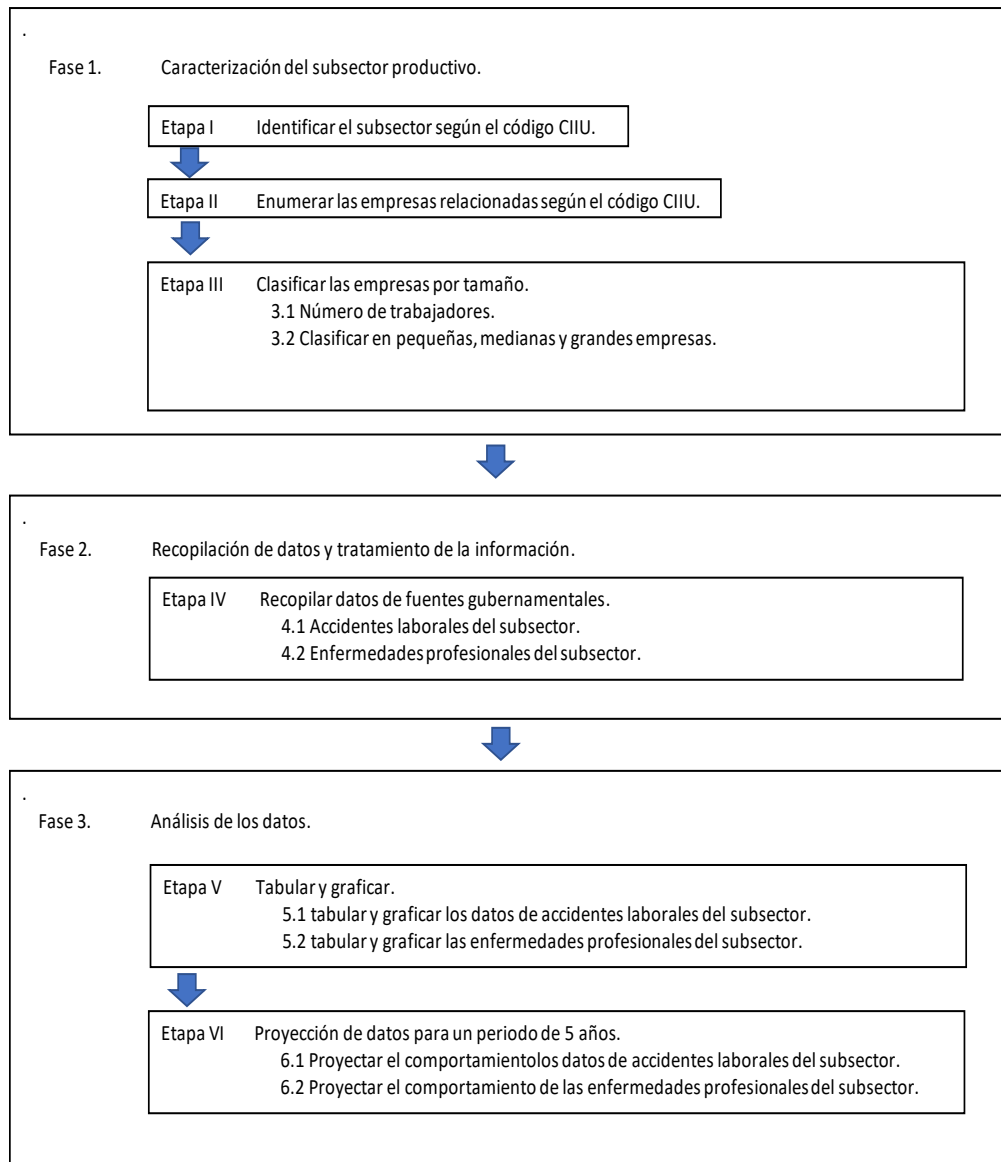 .
Fase 1. Caracterización del subsector productivo.
Etapa I Identificar el subsector según el código CIIU.
Etapa II Enumerar las empresas relacionadas según el código CIIU.
Etapa III Clasificar las empresas por tamaño.
3.1 Número de trabajadores.
3.2 Clasificar en pequeñas, medianas y grandes empresas.
.
Fase 2. Recopilación de datos y tratamiento de la información.
Etapa IV Recopilar datos de fuentes gubernamentales.
4.1 Accidentes laborales del subsector.
4.2 Enfermedades profesionales del subsector.
.
Fase 3. Análisis de los datos.
Etapa V Tabular y graficar.
5.1 tabular y graficar los datos de accidentes laborales del subsector.
5.2 tabular y graficar las enfermedades profesionales del subsector.
Etapa VI Proyección de datos para un periodo de 5 años.
6.1 Proyectar el comportamientolos datos de accidentes laborales del subsector.
6.2 Proyectar el comportamiento de las enfermedades profesionales del subsector.